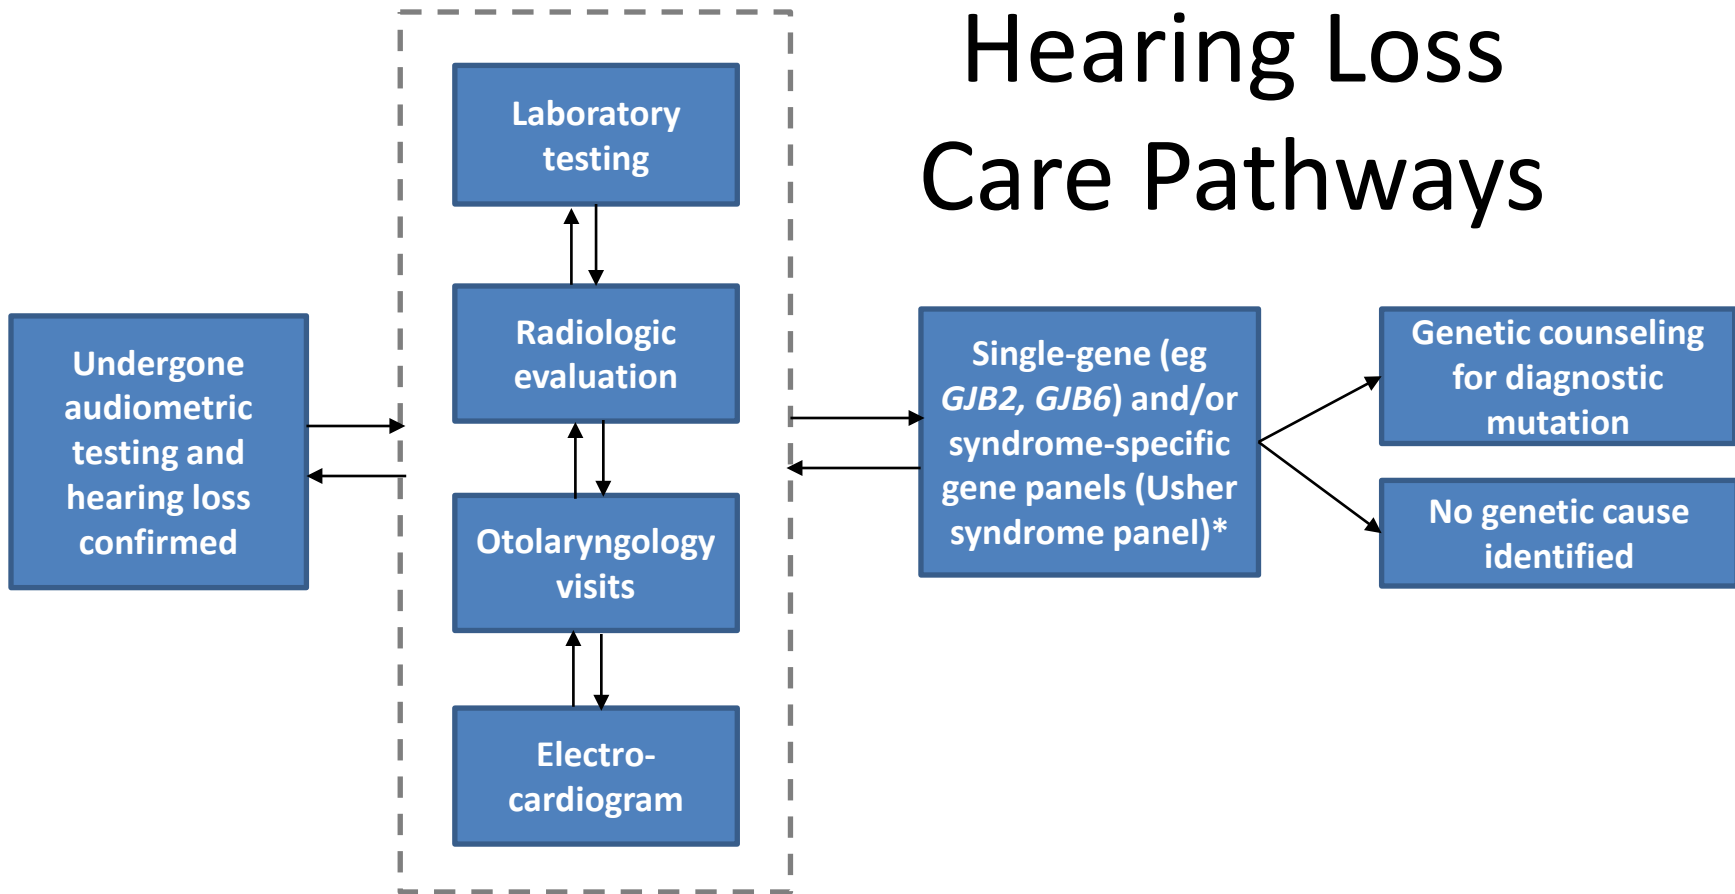 Hearing Loss
Care Pathways
Undergone
audiometric
testing and
hearing loss
confirmed
Laboratory
testing
Radiologic
evaluation
Otolaryngology
visits
Electro-
cardiogram
Single-gene (eg
GJB2, GJB6) and/or
syndrome-specific
gene panels (Usher
syndrome panel)*
Genetic counseling
for diagnostic
mutation
No genetic cause
identified